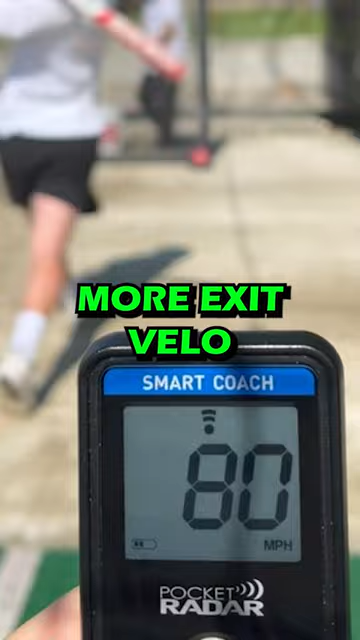 MORE EXIT
VELO
SMART COACH
80
MPH
POCKET
RADAR